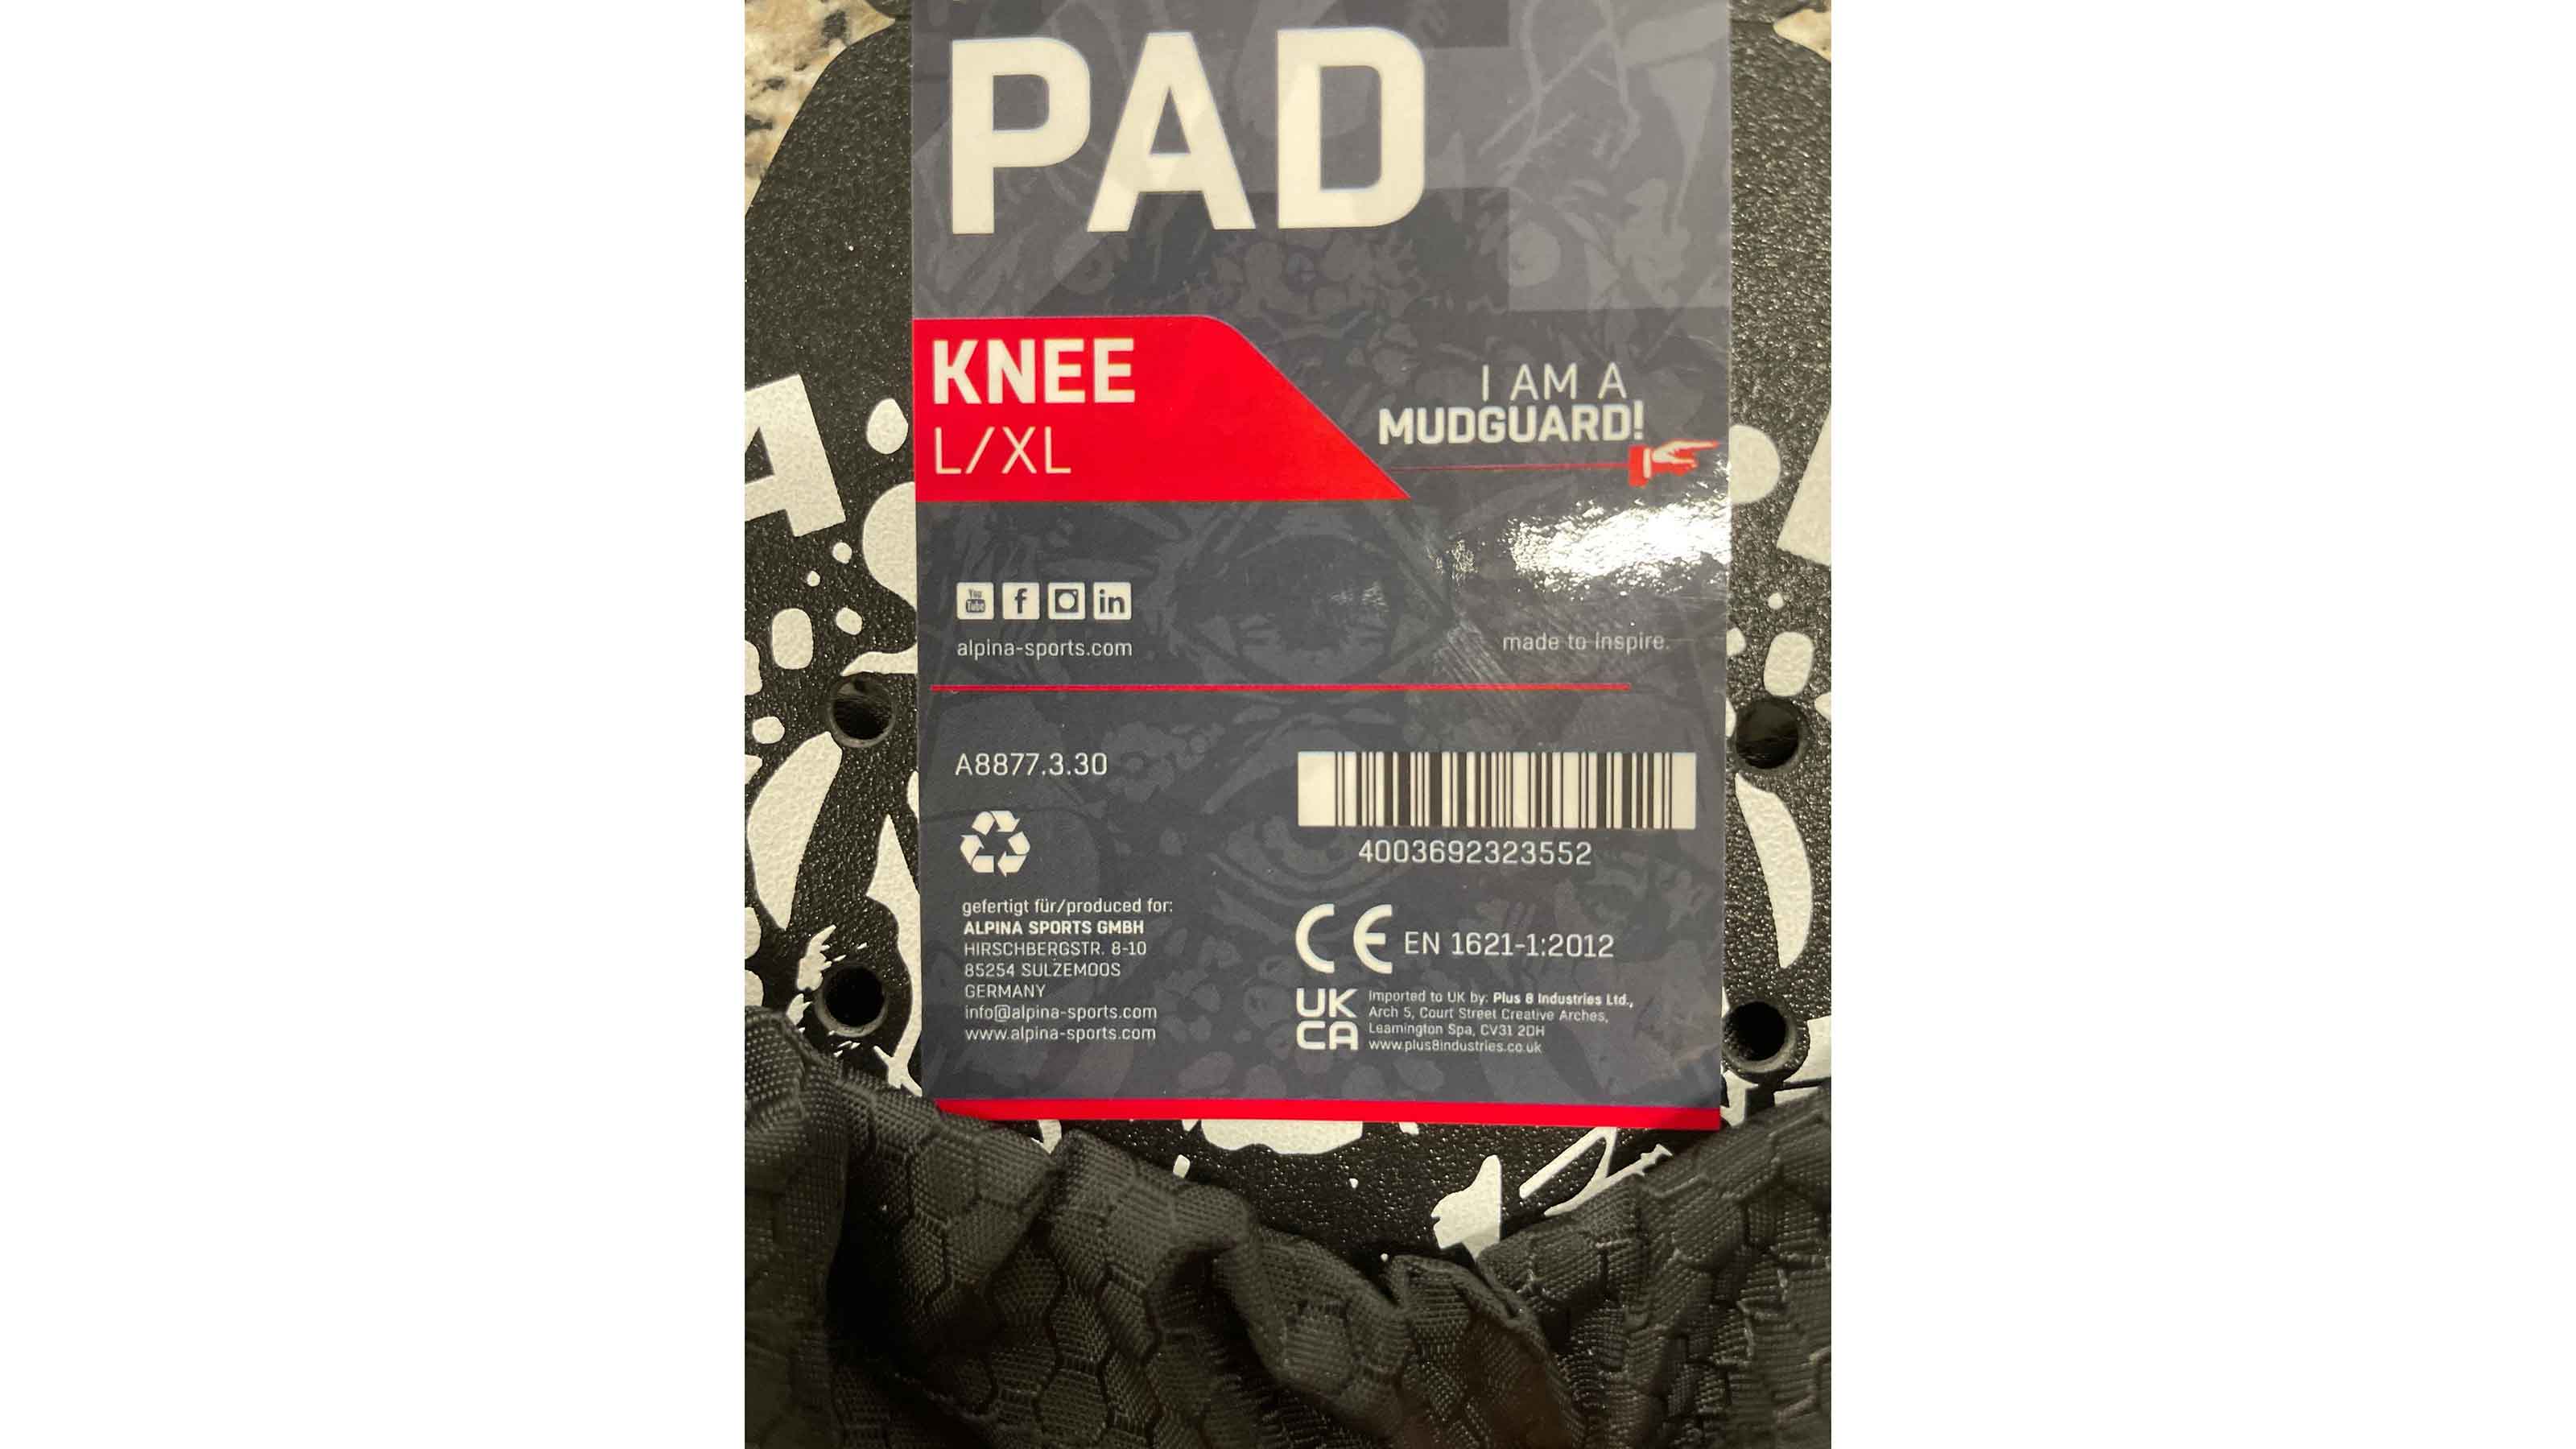 PAD
KNEE
L/XL
I AM A
MUDGUARD!
You
Tube
f
in
alpina-sports.com
made to inspire.
A8877.3.30
4003692323552
gefertigt für/produced for:
ALPINA SPORTS GMBH
HIRSCHBERGSTR. 8-10
85254 SULZEMOOS
GERMANY
info@alpina-sports.com
www.alpina-sports.com
CE EN 1621-1:2012
UK
CA
Imported to UK by: Plus 8 Industries Ltd.,
Arch 5, Court Street Creative Arches,
Leamington Spa, CV31 2DH
www.plus8industries.co.uk